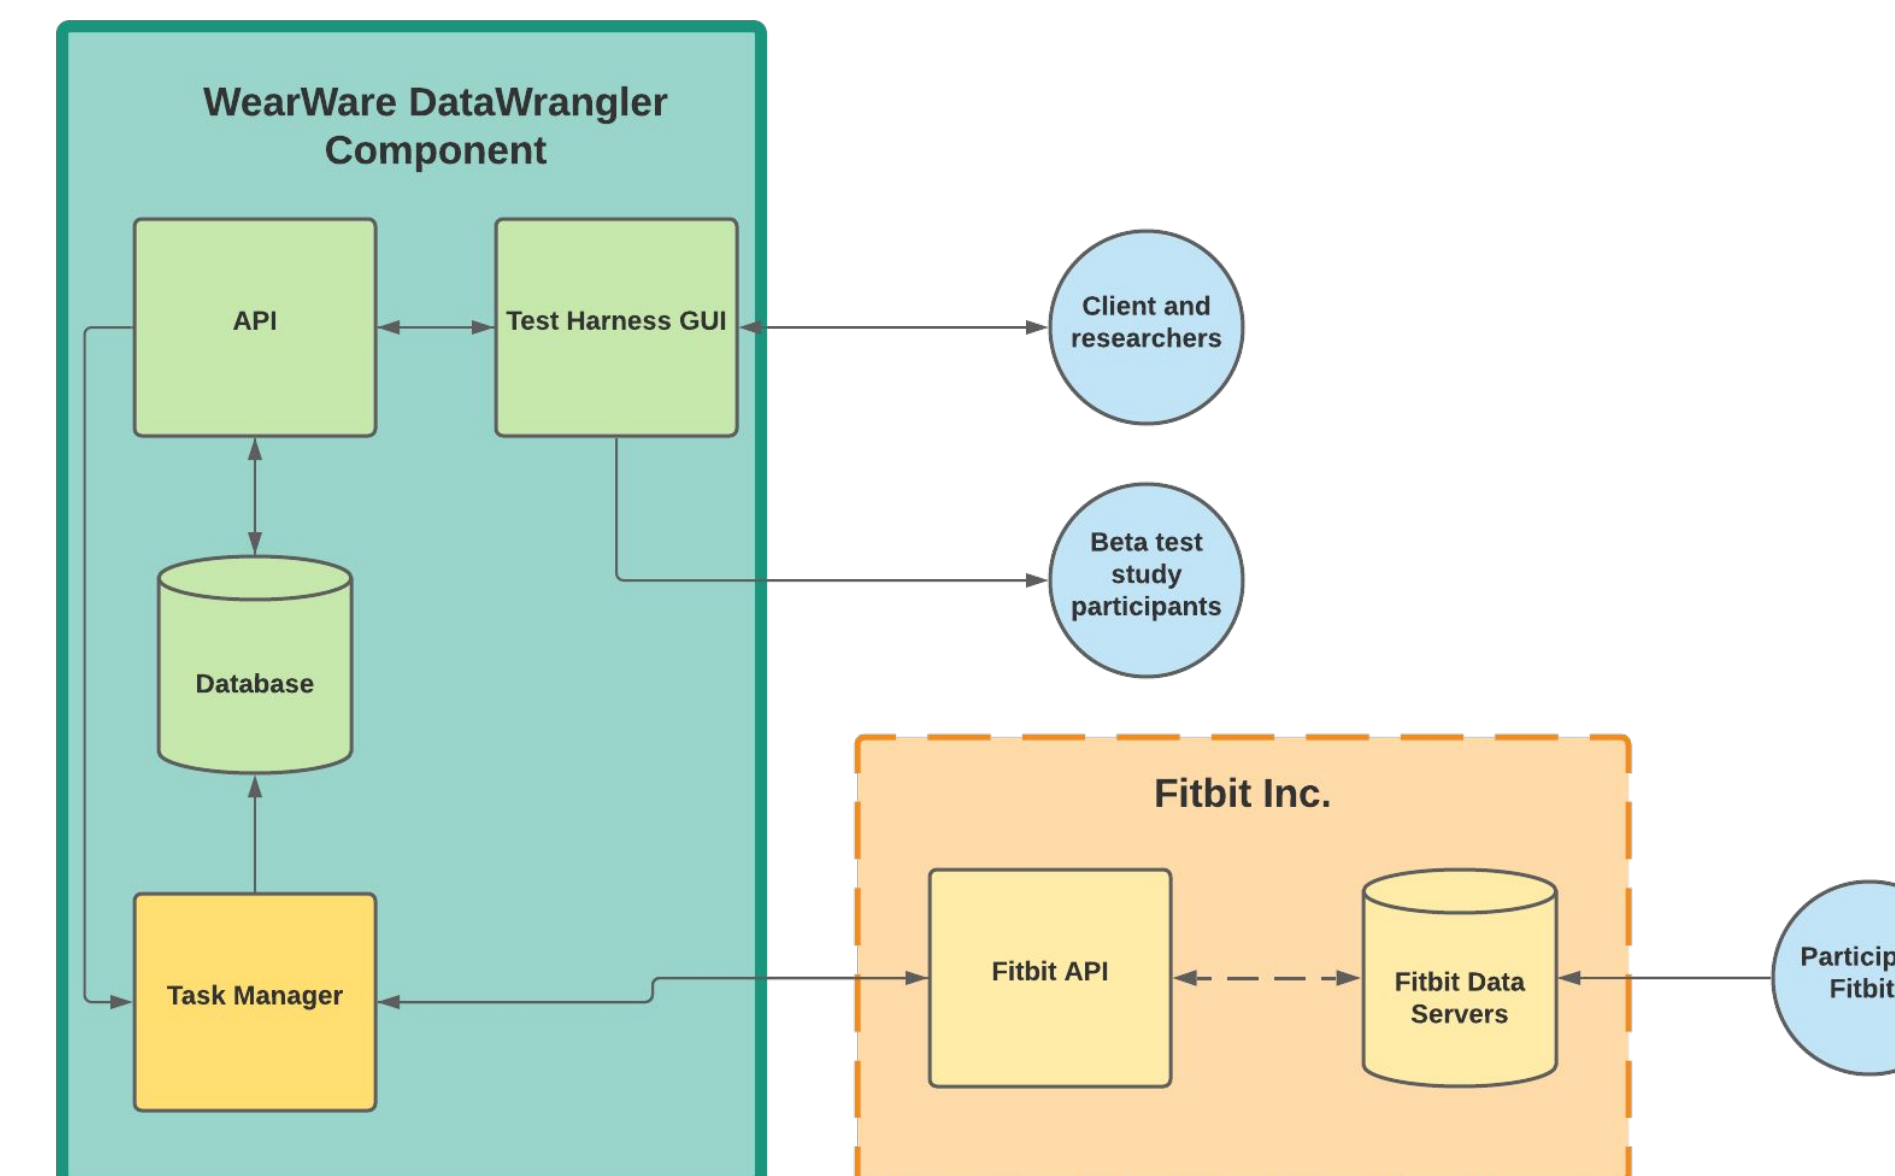 WearWare DataWrangler
Component
API
Test Harness GUI
Client and
researchers
Beta test
study
participants
Database
Fitbit Inc.
Task Manager
Fitbit API
Fitbit Data
Servers
Fitbit